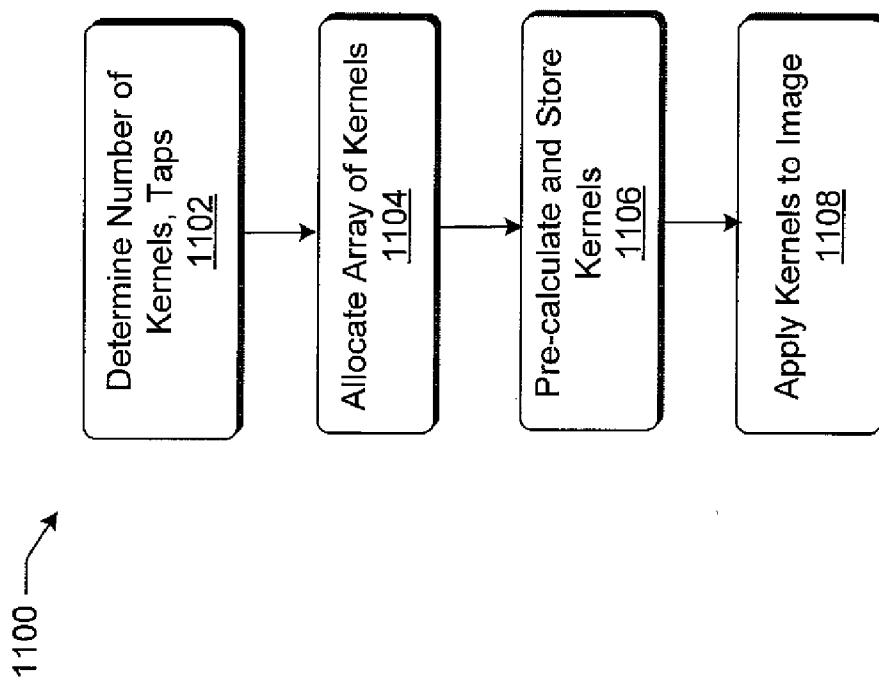 1100
Determine Number of
Kernels, Taps
1102
Allocate Array of Kernels
1104
Pre-calculate and Store
Kernels
1106
Apply Kernels to Image
1108